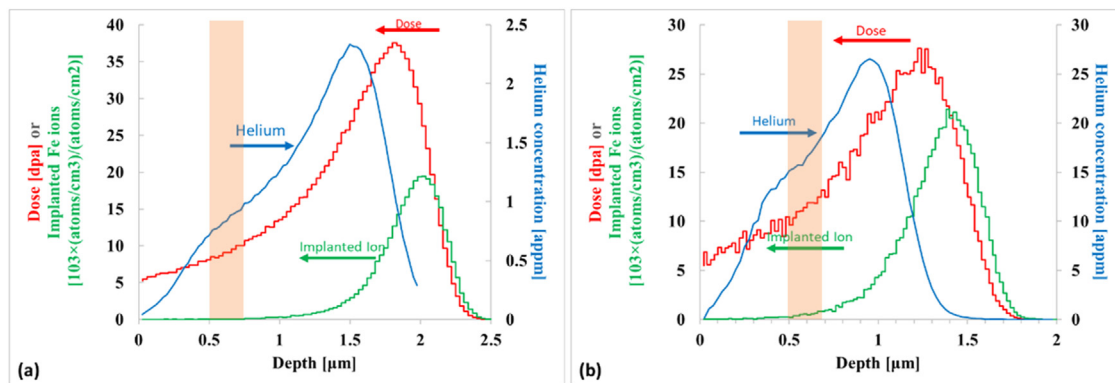 Dose [dpa] or
Implanted Fe ions
[103×(atoms/cm3)/(atoms/cm2)]
40
35
30
25
20
15
10
5
0
Dose
Helium
Implanted Ion
2.5
2
1.5
1
0.5
0
Helium concentration [appm]
0
0.5
1
1.5
2
2.5
Depth [µm]
(a)
Dose [dpa] or
Implanted Fe ions
[103×(atoms/cm3)/(atoms/cm2)]
30
25
20
15
10
5
0
Dose
Helium
Implanted Ion
30
25
20
15
10
5
0
Helium concentration [appm]
0
0.5
1
1.5
2
Depth [µm]
(b)